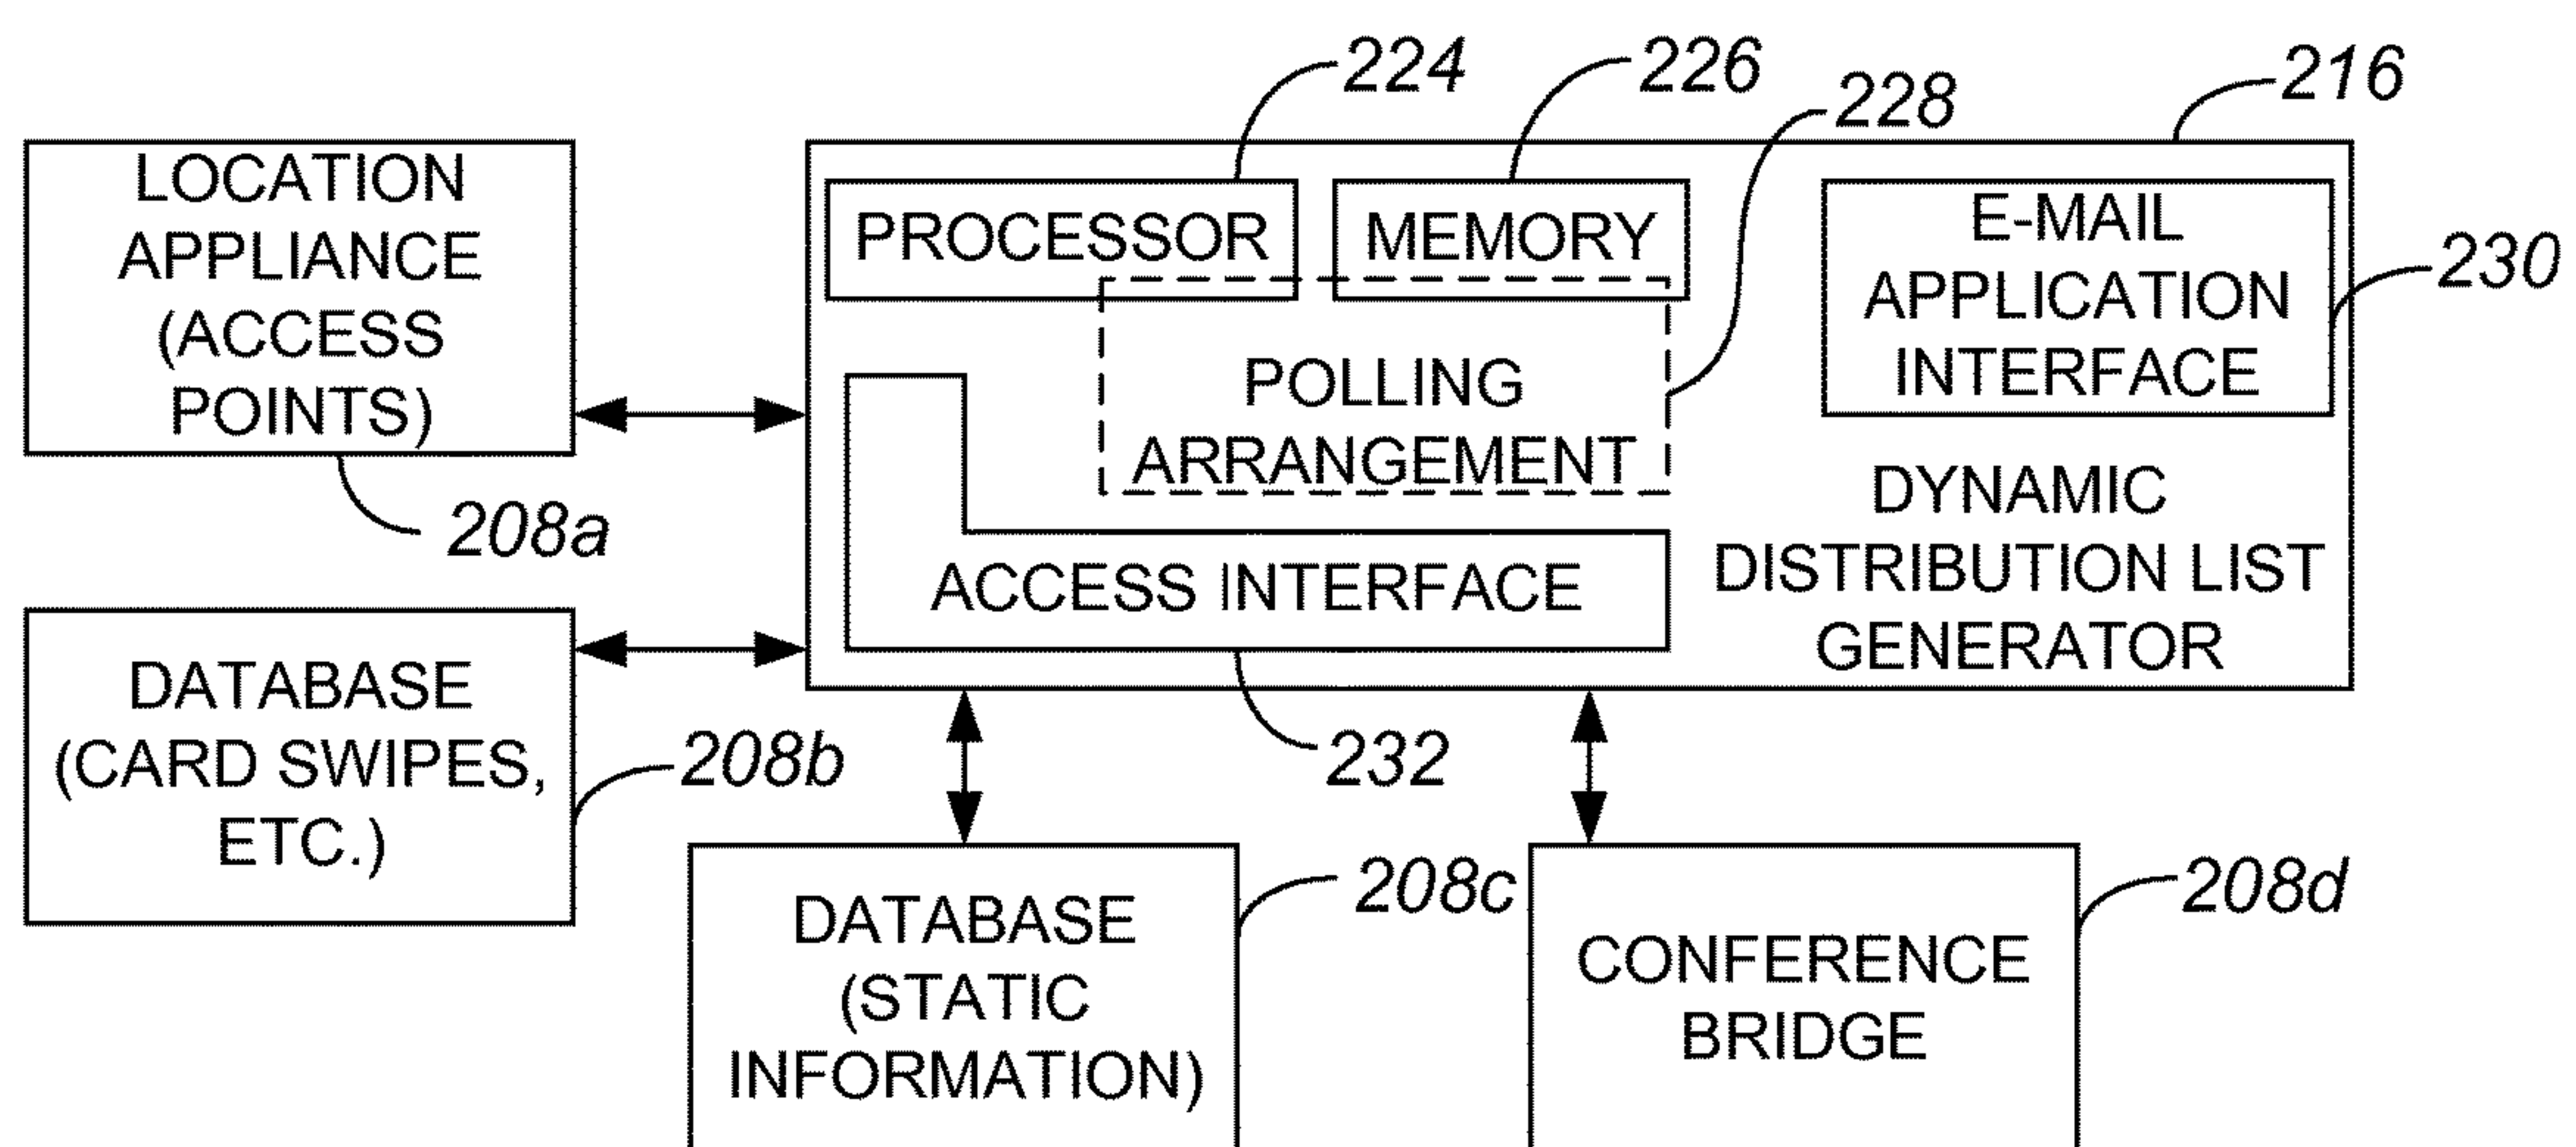 224
226
228
216
LOCATION
APPLIANCE
(ACCESS
POINTS)
208a
PROCESSOR
MEMORY
E-MAIL
APPLICATION
INTERFACE
230
POLLING
ARRANGEMENT
DYNAMIC
DISTRIBUTION LIST
GENERATOR
ACCESS INTERFACE
232
DATABASE
(CARD SWIPES,
ETC.)
208b
DATABASE
(STATIC
INFORMATION)
208c
CONFERENCE
BRIDGE
208d